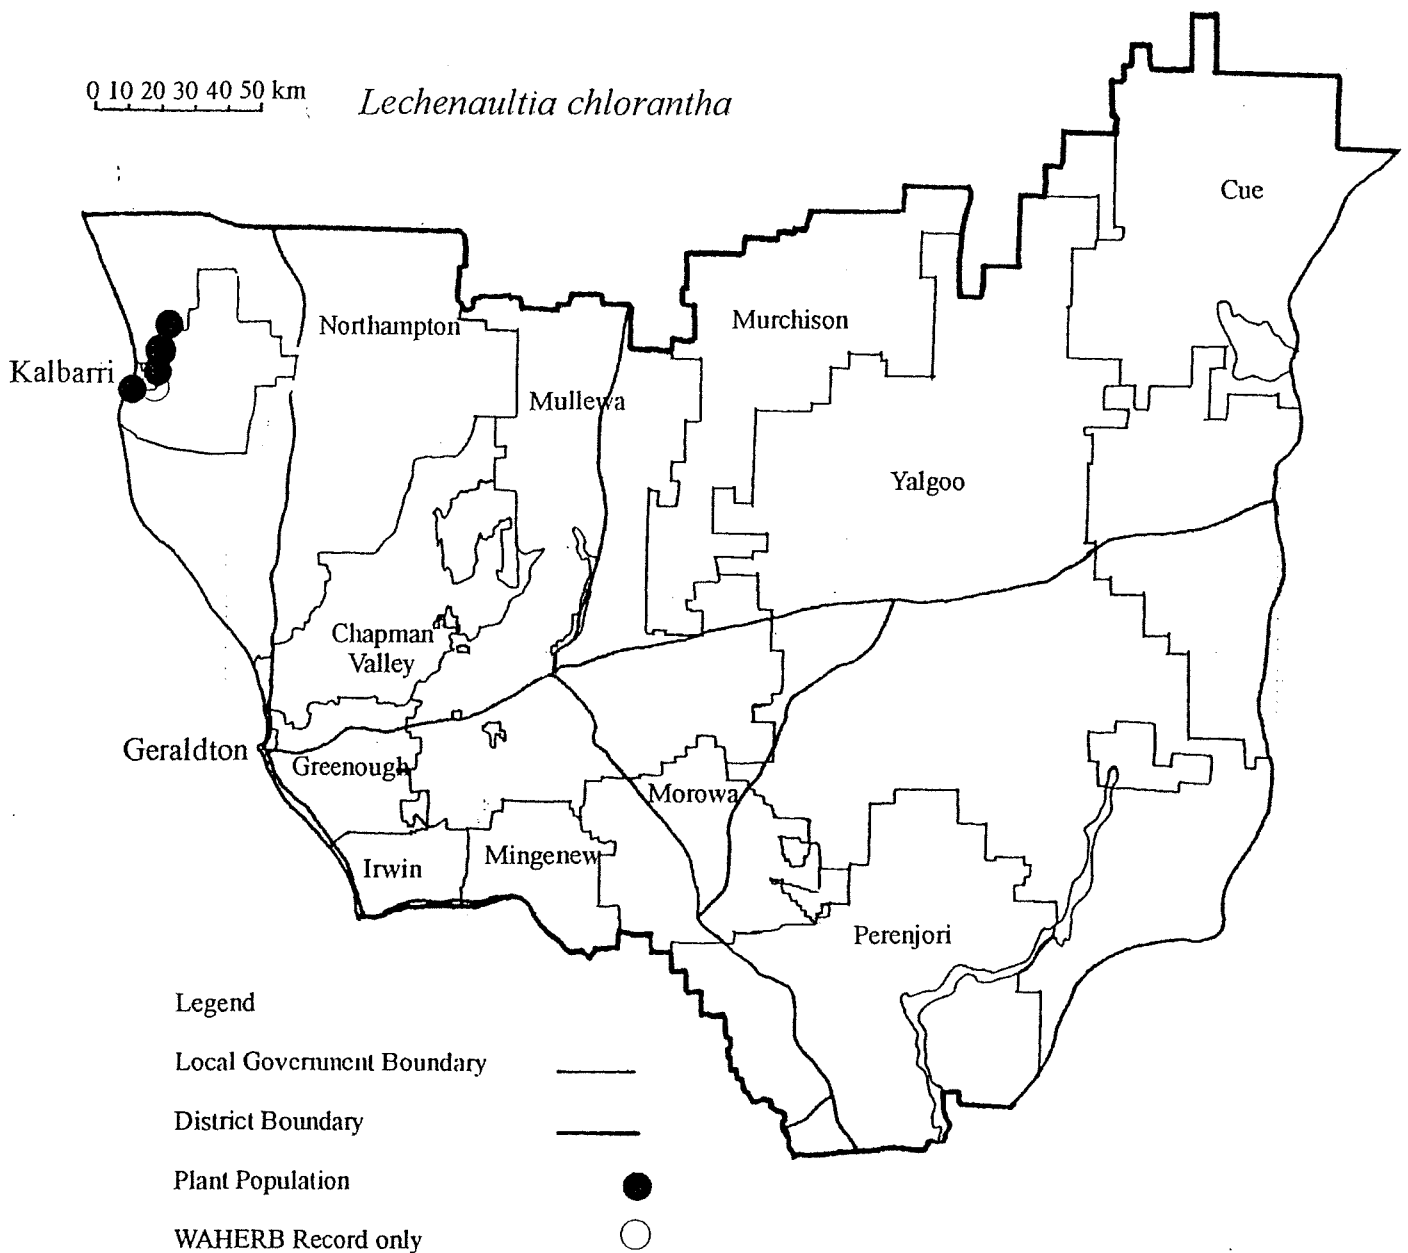 0 10 20 30 40 50 km
Lechenaultia chlorantha
Cue
Northampton
Murchison
Kalbarri
Mullewa
Yalgoo
Chapman
Valley
Geraldton
Greenough
Morowa
Irwin
Mingenew
Perenjori
Legend
Local Government Boundary
District Boundary
Plant Population
WAHERB Record only